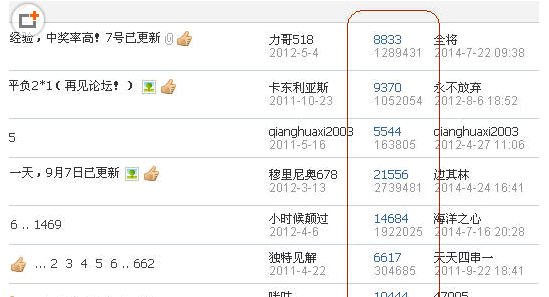 经验，中奖率高！7号已更新 力哥518 8833 全将
2012-5-4 1289431 2014-7-22 09:38
平负2*1（再见论坛！） 卡东利亚斯 9370 永不放弃
2011-10-23 1052054 2012-8-6 18:52
5 qianghuaxi2003 5544 qianghuaxi2003
2011-5-16 163805 2012-4-27 11:06
一天，9月7日已更新 穆里尼奥678 21556 边其林
2012-3-13 2739481 2014-4-24 16:41
6 .. 1469 小时候颠过 14684 海洋之心
2012-4-6 1922025 2014-7-16 20:28
... 2 3 4 5 6 .. 662 独特见解 6617 天天四串一
2011-4-22 304685 2011-9-22 18:41
10444 47005